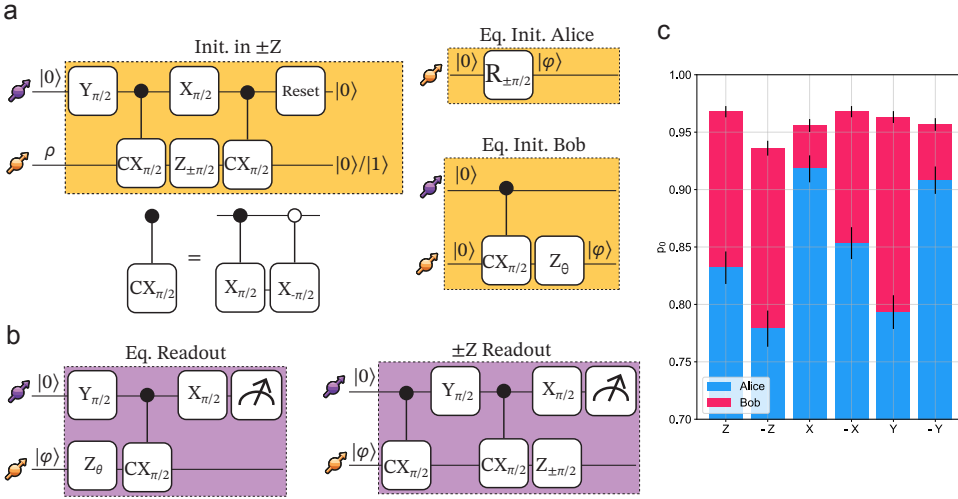 a
Init. in ±Z
|0⟩ Y_{π/2} X_{π/2} Reset |0⟩
ρ CX_{π/2} Z_{±π/2} CX_{π/2} |0⟩/|1⟩
CX_{π/2} = X_{π/2} X_{-π/2}
Eq. Init. Alice
|0⟩ R_{±π/2} |φ⟩
Eq. Init. Bob
|0⟩
|0⟩ CX_{π/2} Z_θ |φ⟩
b
Eq. Readout
|0⟩ Y_{π/2} X_{π/2}
|φ⟩ Z_θ CX_{π/2}
±Z Readout
|0⟩ Y_{π/2} X_{π/2}
|φ⟩ CX_{π/2} CX_{π/2} Z_{±π/2}
c
1.00
0.95
0.90
0.85
0.80
0.75
0.70
p₀
Alice
Bob
Z -Z X -X Y -Y